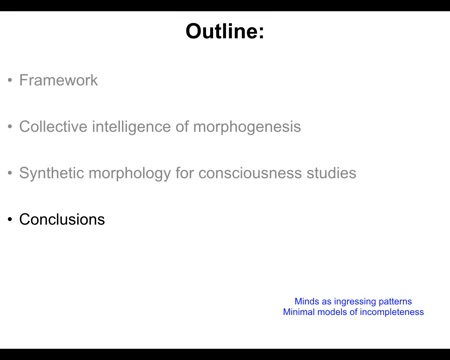 Outline:
• Framework
• Collective intelligence of morphogenesis
• Synthetic morphology for consciousness studies
• Conclusions
Minds as ingressing patterns
Minimal models of incompleteness